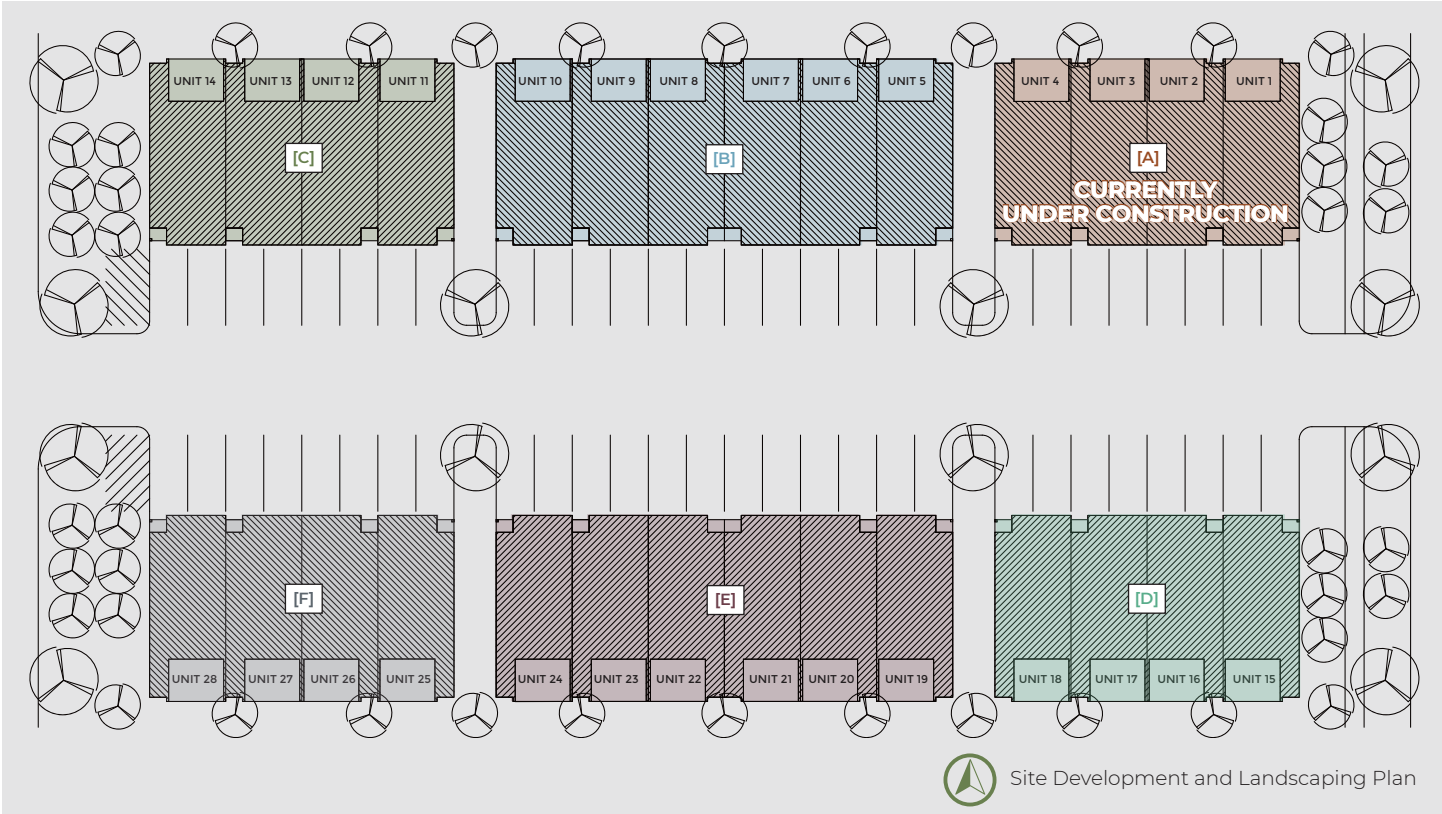 UNIT 14 UNIT 13 UNIT 12 UNIT 11 UNIT 10 UNIT 9 UNIT 8 UNIT 7 UNIT 6 UNIT 5 UNIT 4 UNIT 3 UNIT 2 UNIT 1
[C] [B] [A]
CURRENTLY
UNDER CONSTRUCTION
[F] [E] [D]
UNIT 28 UNIT 27 UNIT 26 UNIT 25 UNIT 24 UNIT 23 UNIT 22 UNIT 21 UNIT 20 UNIT 19 UNIT 18 UNIT 17 UNIT 16 UNIT 15
Site Development and Landscaping Plan